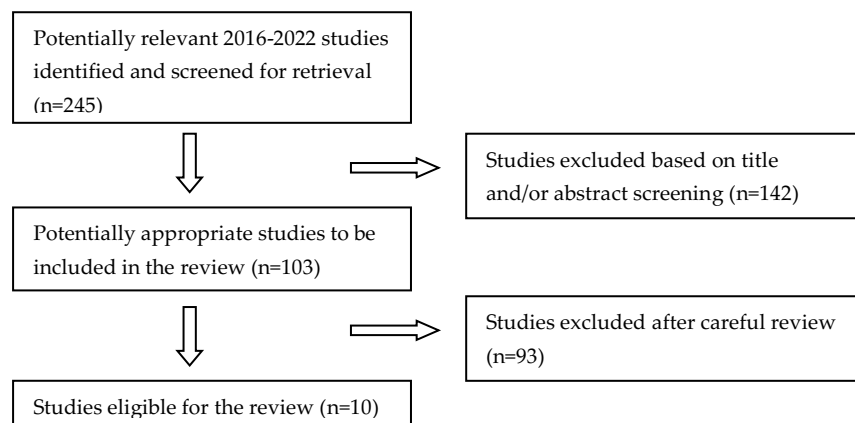 Potentially relevant 2016-2022 studies
identified and screened for retrieval
(n=245)
Studies excluded based on title
and/or abstract screening (n=142)
Potentially appropriate studies to be
included in the review (n=103)
Studies excluded after careful review
(n=93)
Studies eligible for the review (n=10)